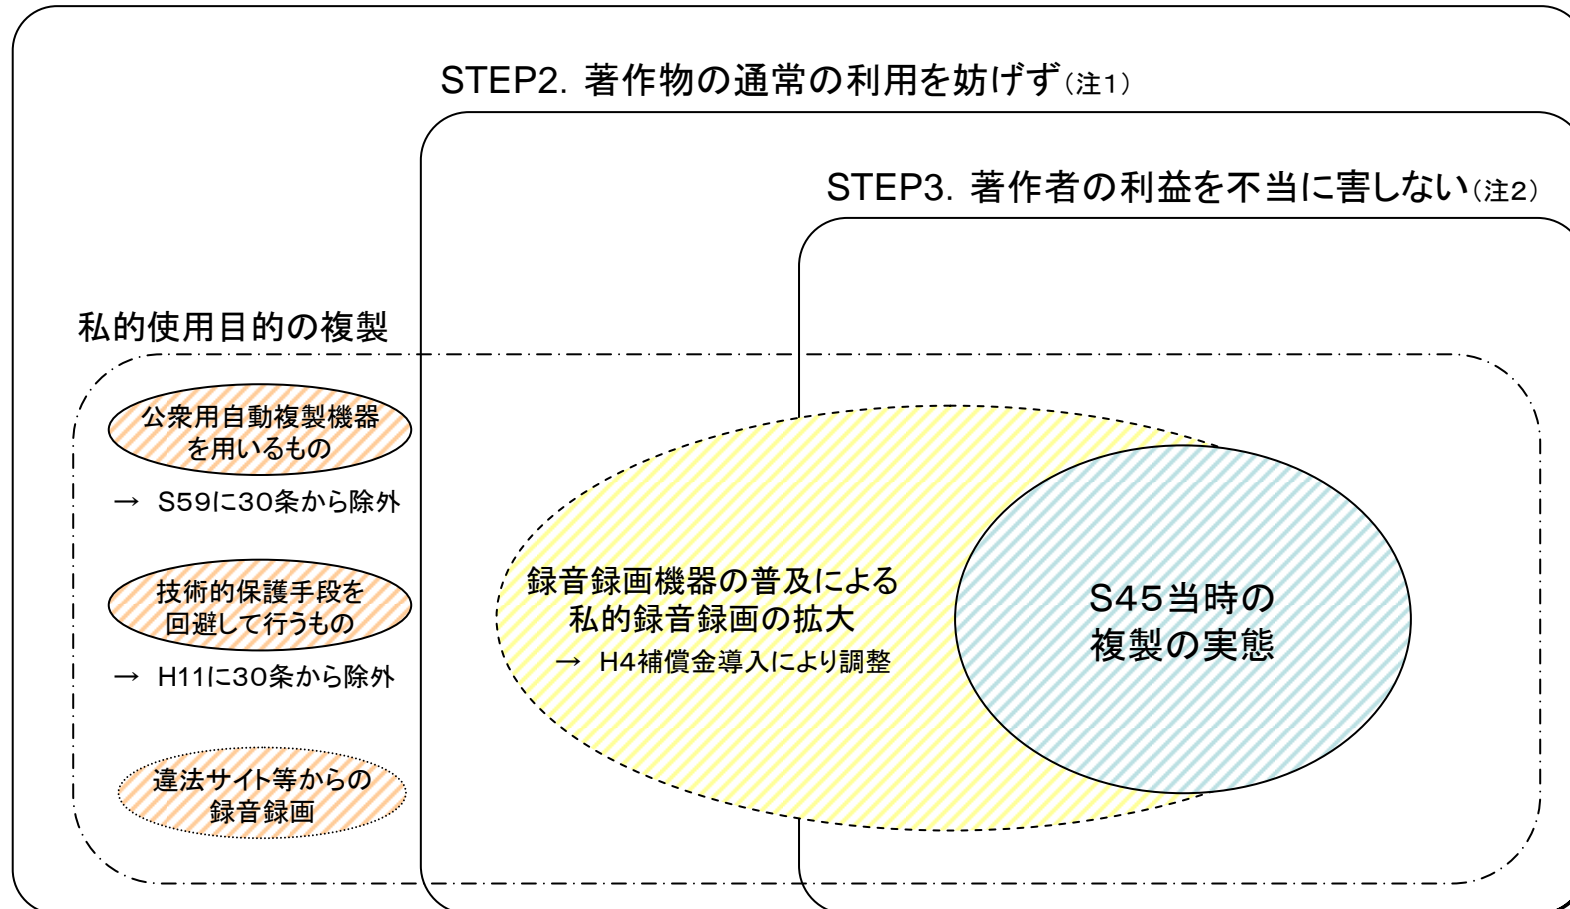 STEP2. 著作物の通常の利用を妨げず(注1)
STEP3. 著作者の利益を不当に害しない(注2)
私的使用目的の複製
公衆用自動複製機器
を用いるもの
→ S59に30条から除外
技術的保護手段を
回避して行うもの
→ H11に30条から除外
違法サイト等からの
録音録画
録音録画機器の普及による
私的録音録画の拡大
→ H4補償金導入により調整
S45当時の
複製の実態